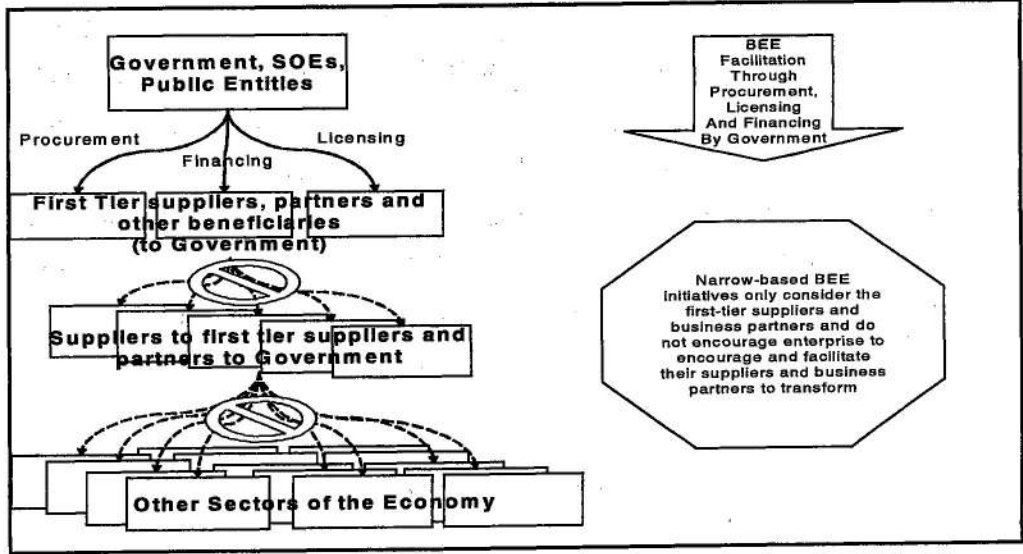 Government, SOEs,
Public Entities
Procurement
Licensing
Financing
First Tier suppliers, partners and
other beneficiaries
(to Government)
Suppliers to first tier suppliers and
partners to Government
Other Sectors of the Economy
BEE
Facilitation
Through
Procurement,
Licensing
And Financing
By Government
Narrow-based BEE
initiatives only consider the
first-tier suppliers and
business partners and do
not encourage enterprise to
encourage and facilitate
their suppliers and business
partners to transform